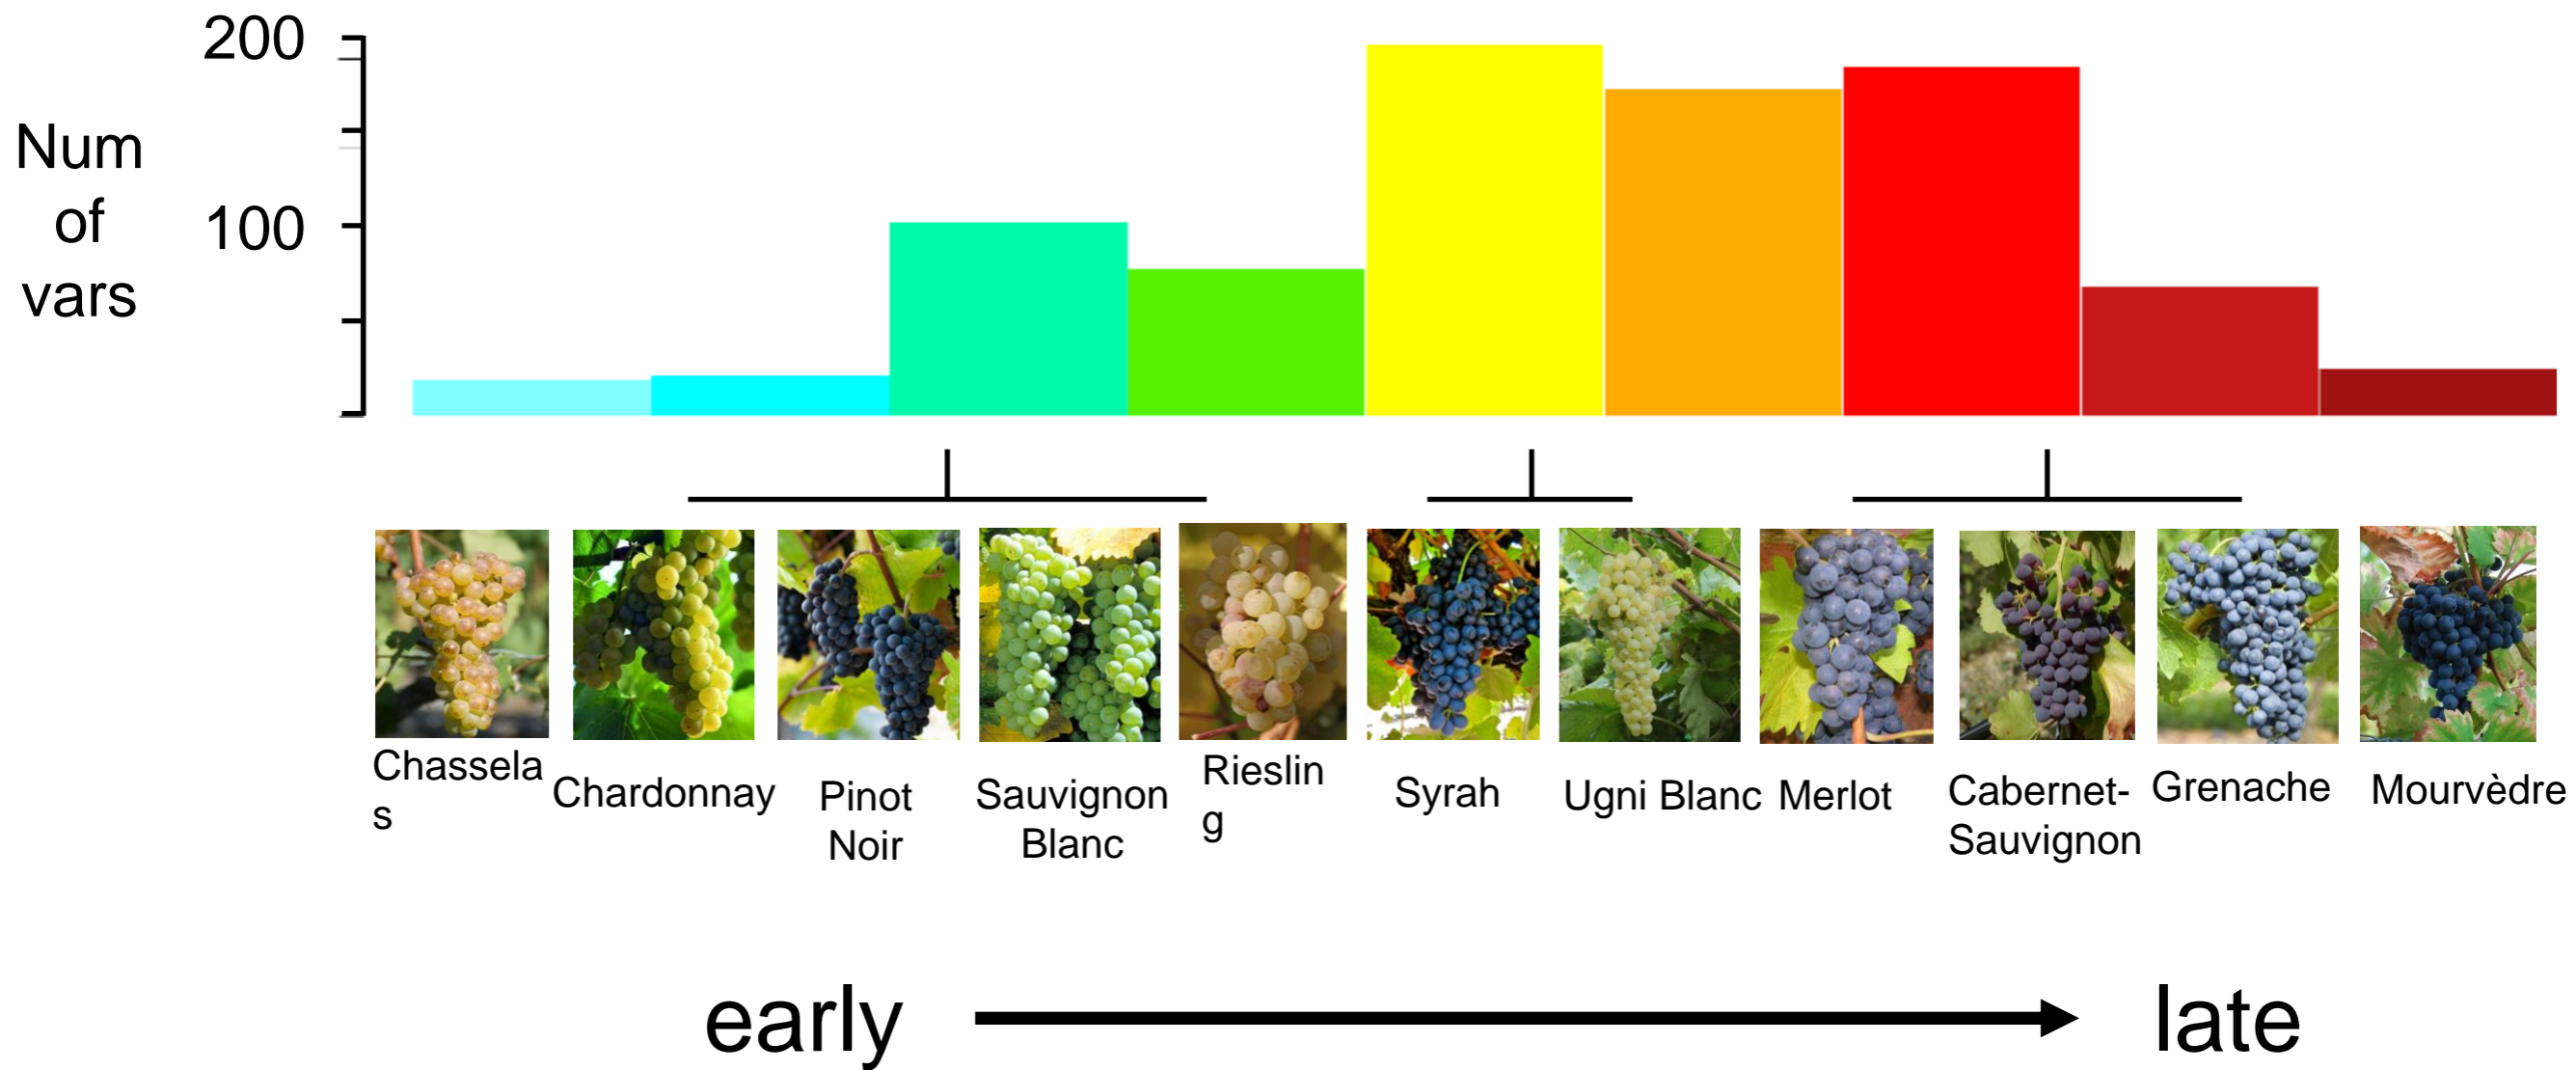 200
Num
of
vars
100
Chassela
s
Chardonnay
Pinot
Noir
Sauvignon
Blanc
Rieslin
g
Syrah
Ugni Blanc
Merlot
Cabernet-
Sauvignon
Grenache
Mourvèdre
early
late